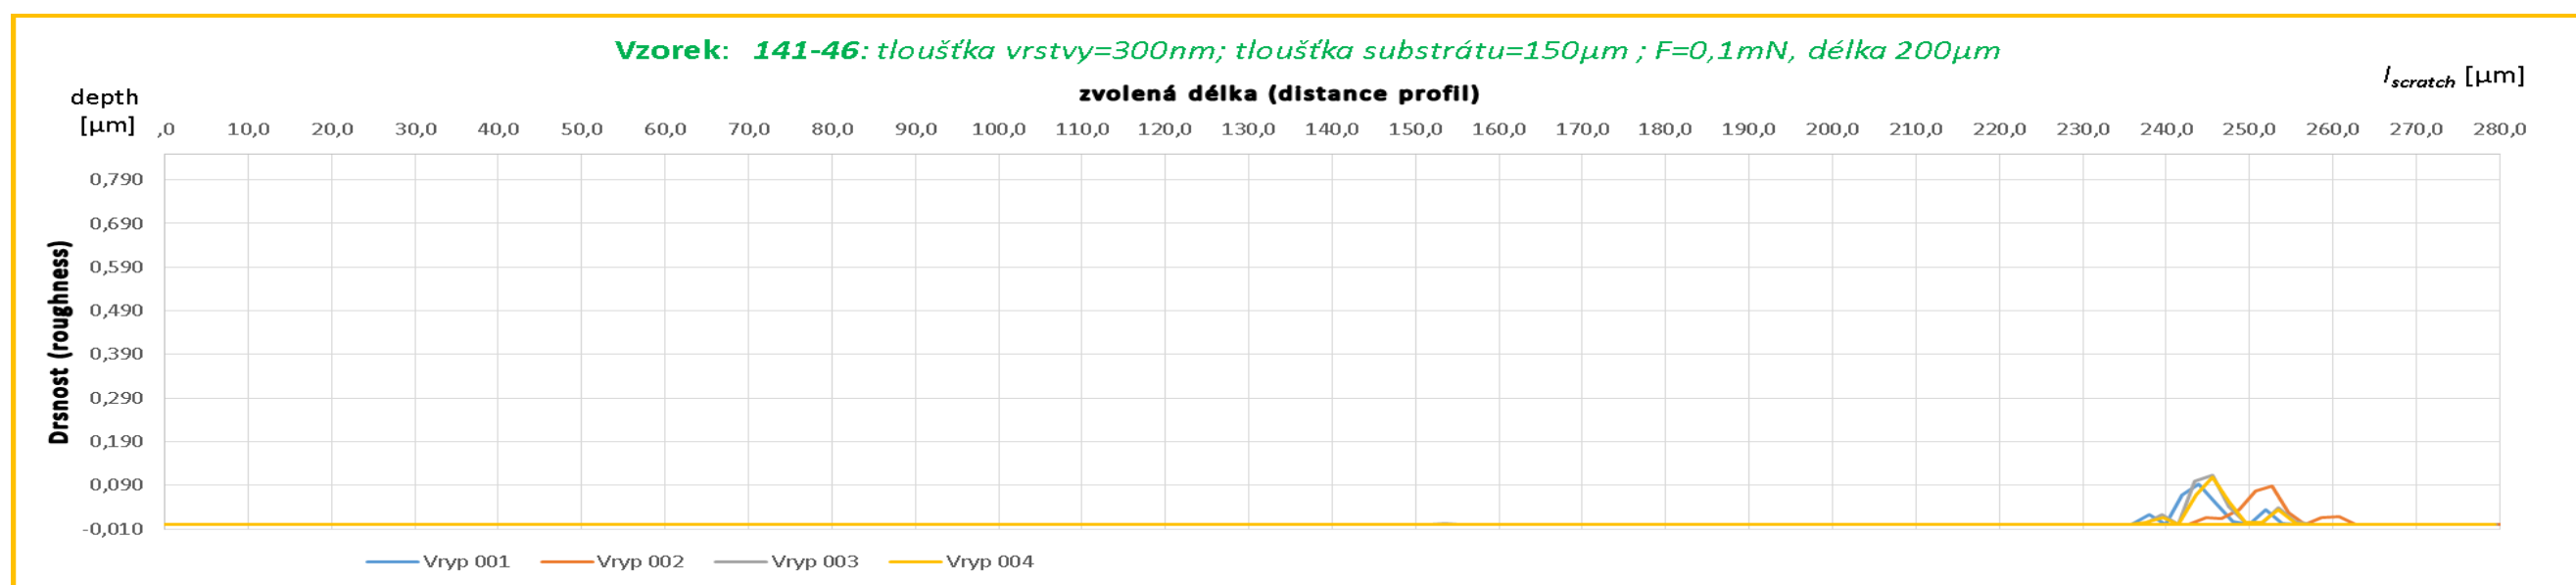 Vzorek: 141-46: tloušťka vrstvy=300nm; tloušťka substrátu=150µm ; F=0,1mN, délka 200µm
zvolená délka (distance profil)
lscratch [µm]
depth
[µm]
,0 10,0 20,0 30,0 40,0 50,0 60,0 70,0 80,0 90,0 100,0 110,0 120,0 130,0 140,0 150,0 160,0 170,0 180,0 190,0 200,0 210,0 220,0 230,0 240,0 250,0 260,0 270,0 280,0
Drsnost (roughness)
0,790
0,690
0,590
0,490
0,390
0,290
0,190
0,090
-0,010
Vryp 001 Vryp 002 Vryp 003 Vryp 004